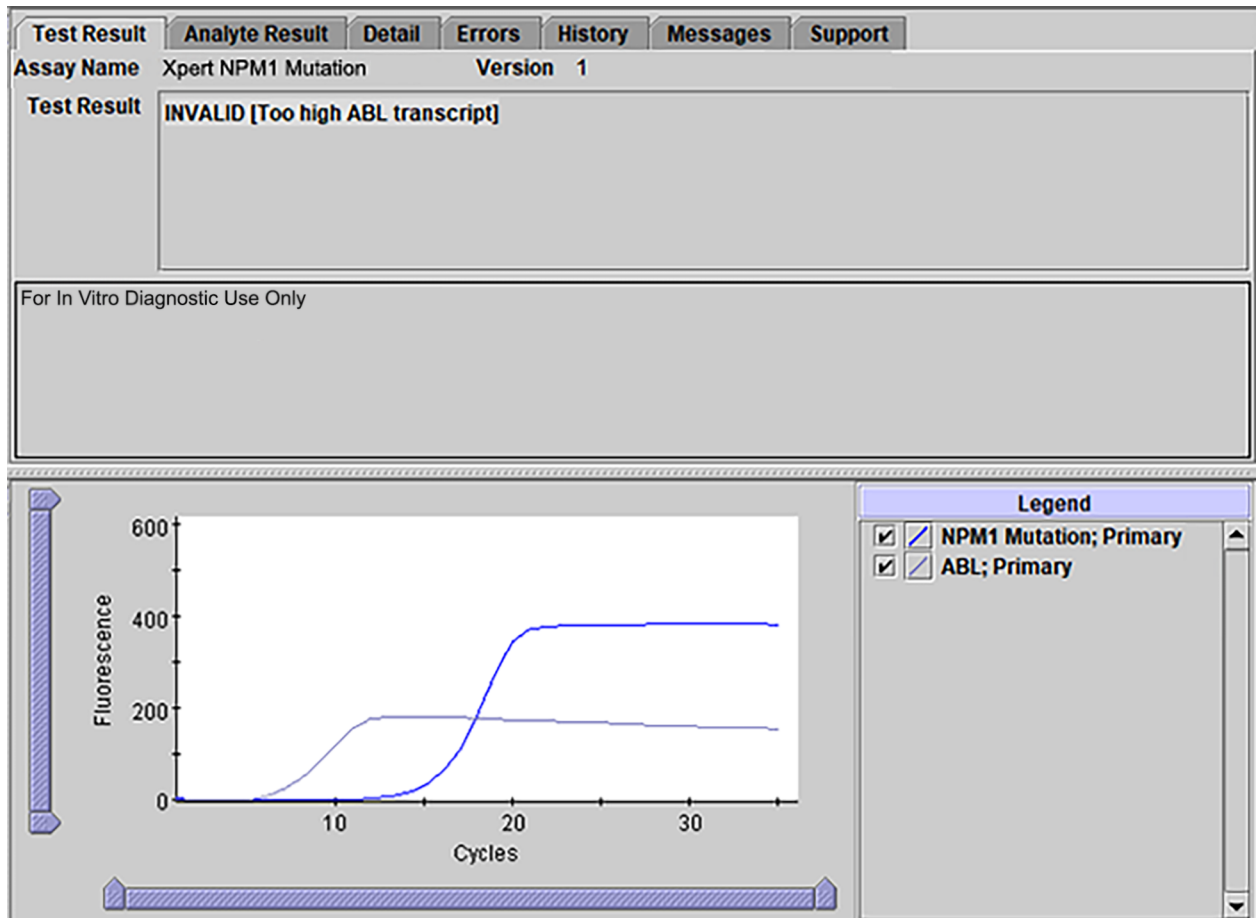 Test Result Analyte Result Detail Errors History Messages Support
Assay Name Xpert NPM1 Mutation Version 1
Test Result INVALID [Too high ABL transcript]
For In Vitro Diagnostic Use Only
Legend
NPM1 Mutation; Primary
ABL; Primary
600
400
200
0
Fluorescence
10 20 30
Cycles